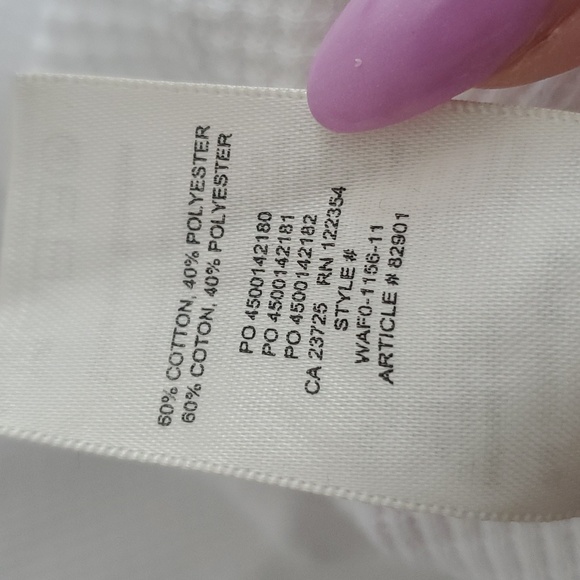 60% COTTON, 40% POLYESTER
60% COTON, 40% POLYESTER
PO 4500142180
PO 4500142181
PO 4500142182
CA 23725 RN 122354
STYLE #
WAF0-1156-11
ARTICLE # 82901